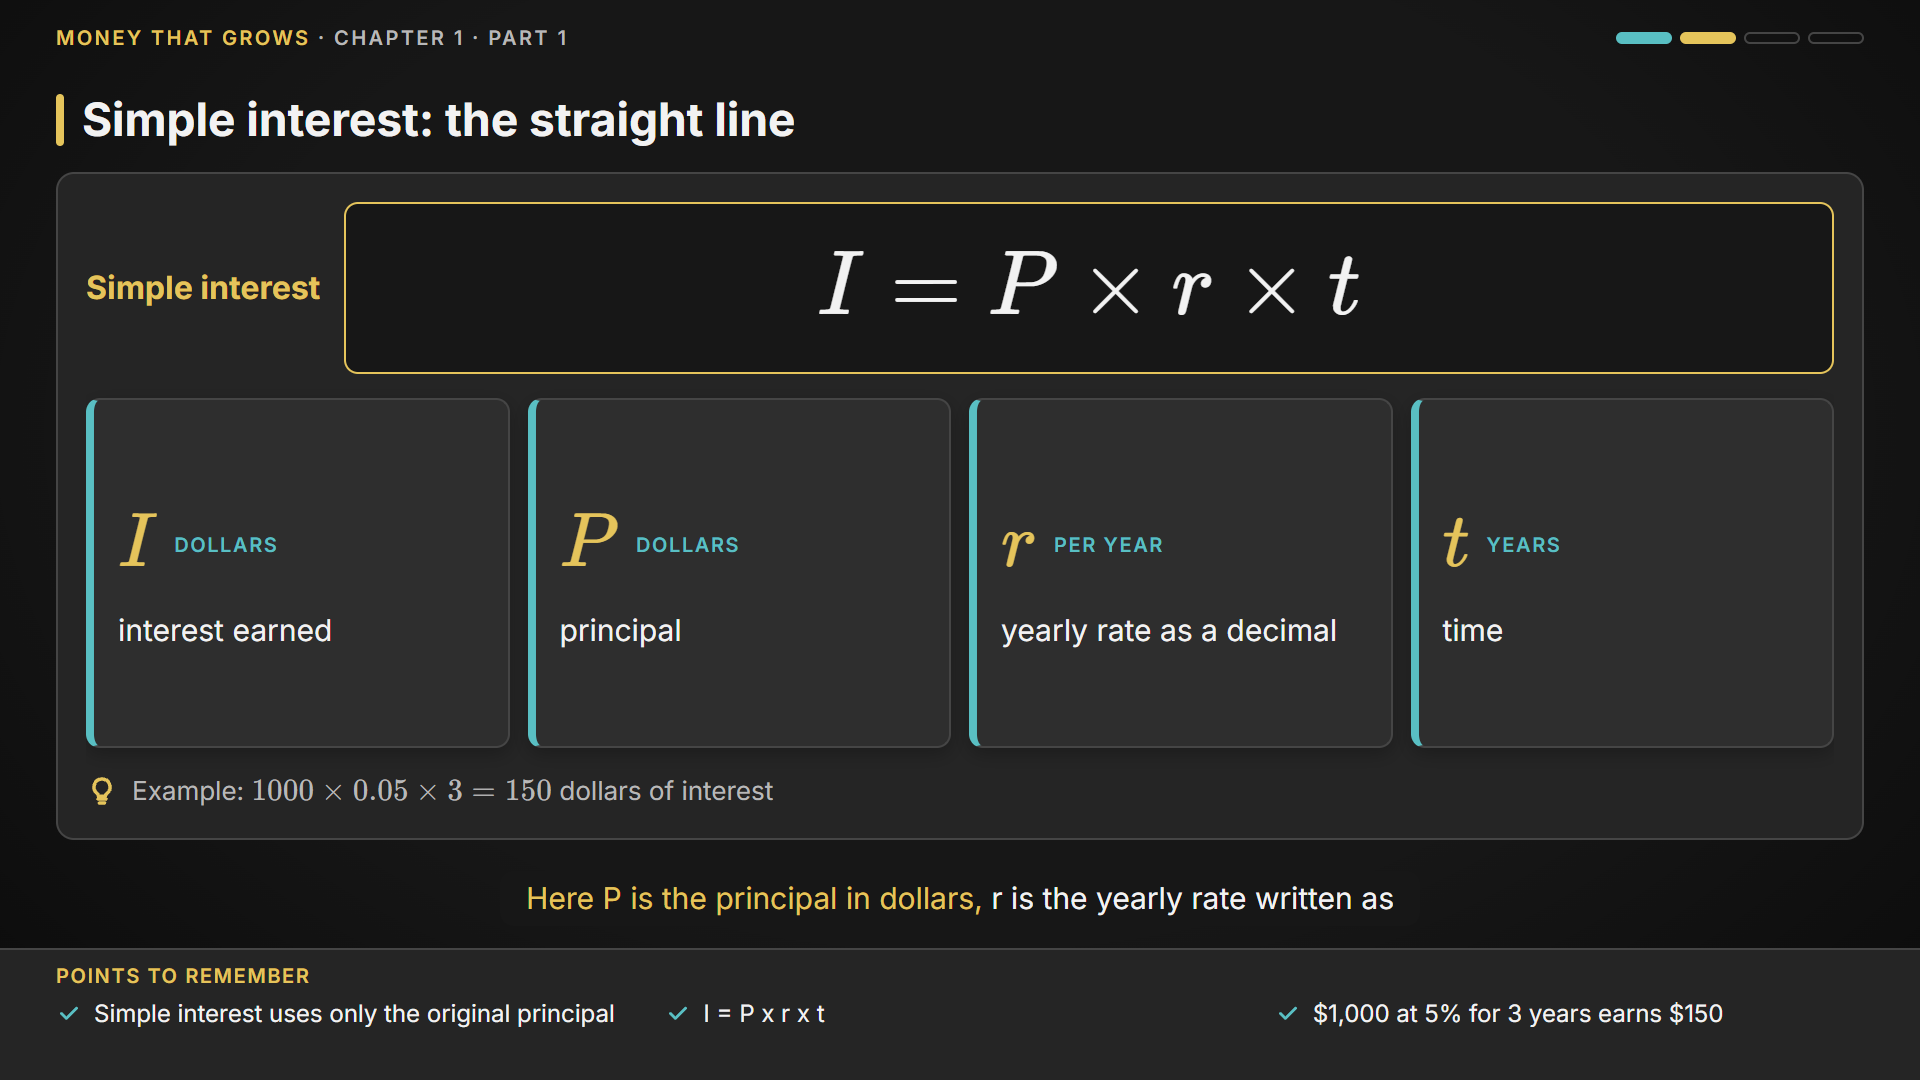 MONEY THAT GROWS · CHAPTER 1 · PART 1
Simple interest: the straight line
Simple interest
I = P × r × t
I DOLLARS
interest earned
P DOLLARS
principal
r PER YEAR
yearly rate as a decimal
t YEARS
time
Example: 1000 × 0.05 × 3 = 150 dollars of interest
Here P is the principal in dollars, r is the yearly rate written as
POINTS TO REMEMBER
Simple interest uses only the original principal
I = P x r x t
$1,000 at 5% for 3 years earns $150